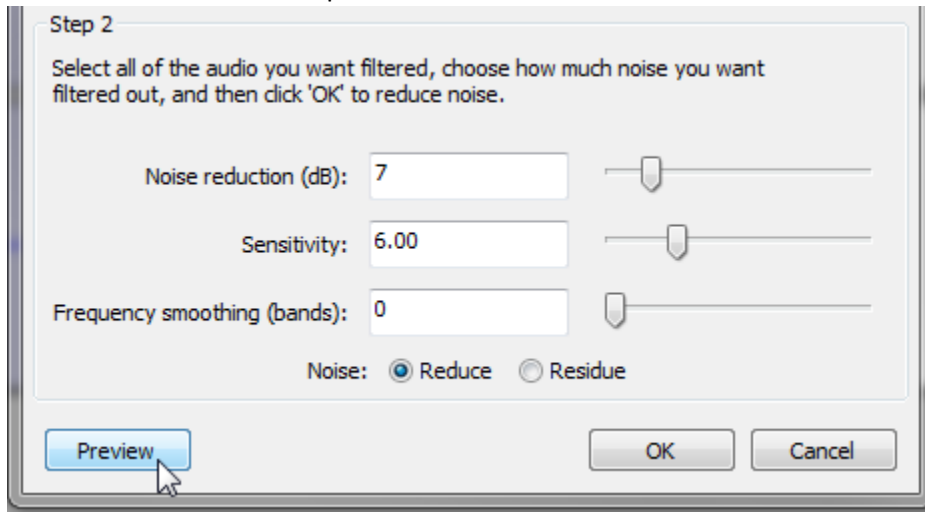 Step 2
Select all of the audio you want filtered, choose how much noise you want
filtered out, and then click 'OK' to reduce noise.
Noise reduction (dB): 7
Sensitivity: 6.00
Frequency smoothing (bands): 0
Noise: Reduce Residue
Preview OK Cancel